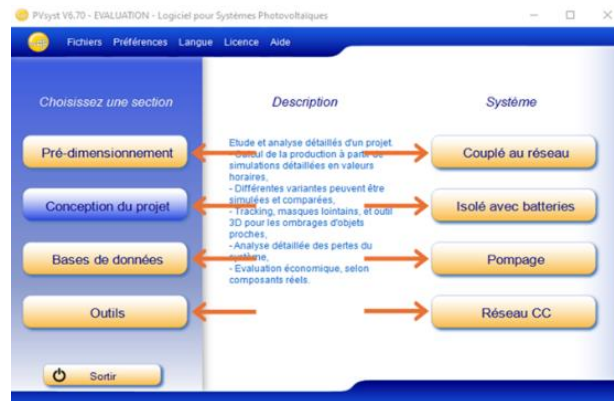 PVsyst V6.70 - EVALUATION - Logiciel pour Systèmes Photovoltaïques
Fichiers Préférences Langue Licence Aide
Choisissez une section
Description
Système
Pré-dimensionnement
Conception du projet
Bases de données
Outils
Sortir
Etude et analyse détaillés d'un projet.
- Calcul de la production à partir de
simulations détaillées en valeurs
horaires,
- Différentes variantes peuvent être
simulées et comparées,
- Tracking, masques lointains, et outil
3D pour les ombrages d'objets
proches,
- Analyse détaillée des pertes du
système,
- Evaluation économique, selon
composants réels.
Couplé au réseau
Isolé avec batteries
Pompage
Réseau CC